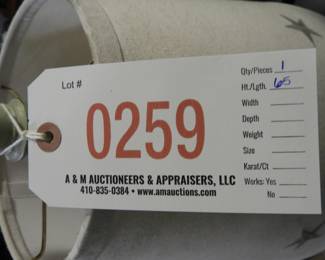 Lot #
0259
A & M AUCTIONEERS & APPRAISERS, LLC
410-835-0384 • www.amauctions.com
Qty/Pieces 1
Ht./Lgth. 65
Width
Depth
Weight
Size
Karat/Ct
Works: Yes
No